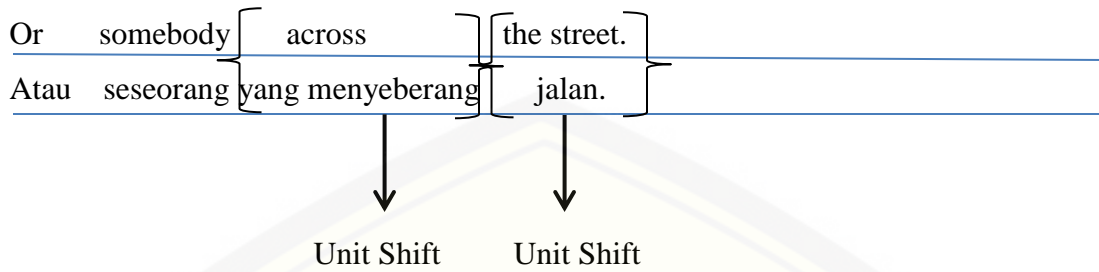 Or somebody across the street.
Atau seseorang yang menyeberang jalan.
Unit Shift Unit Shift